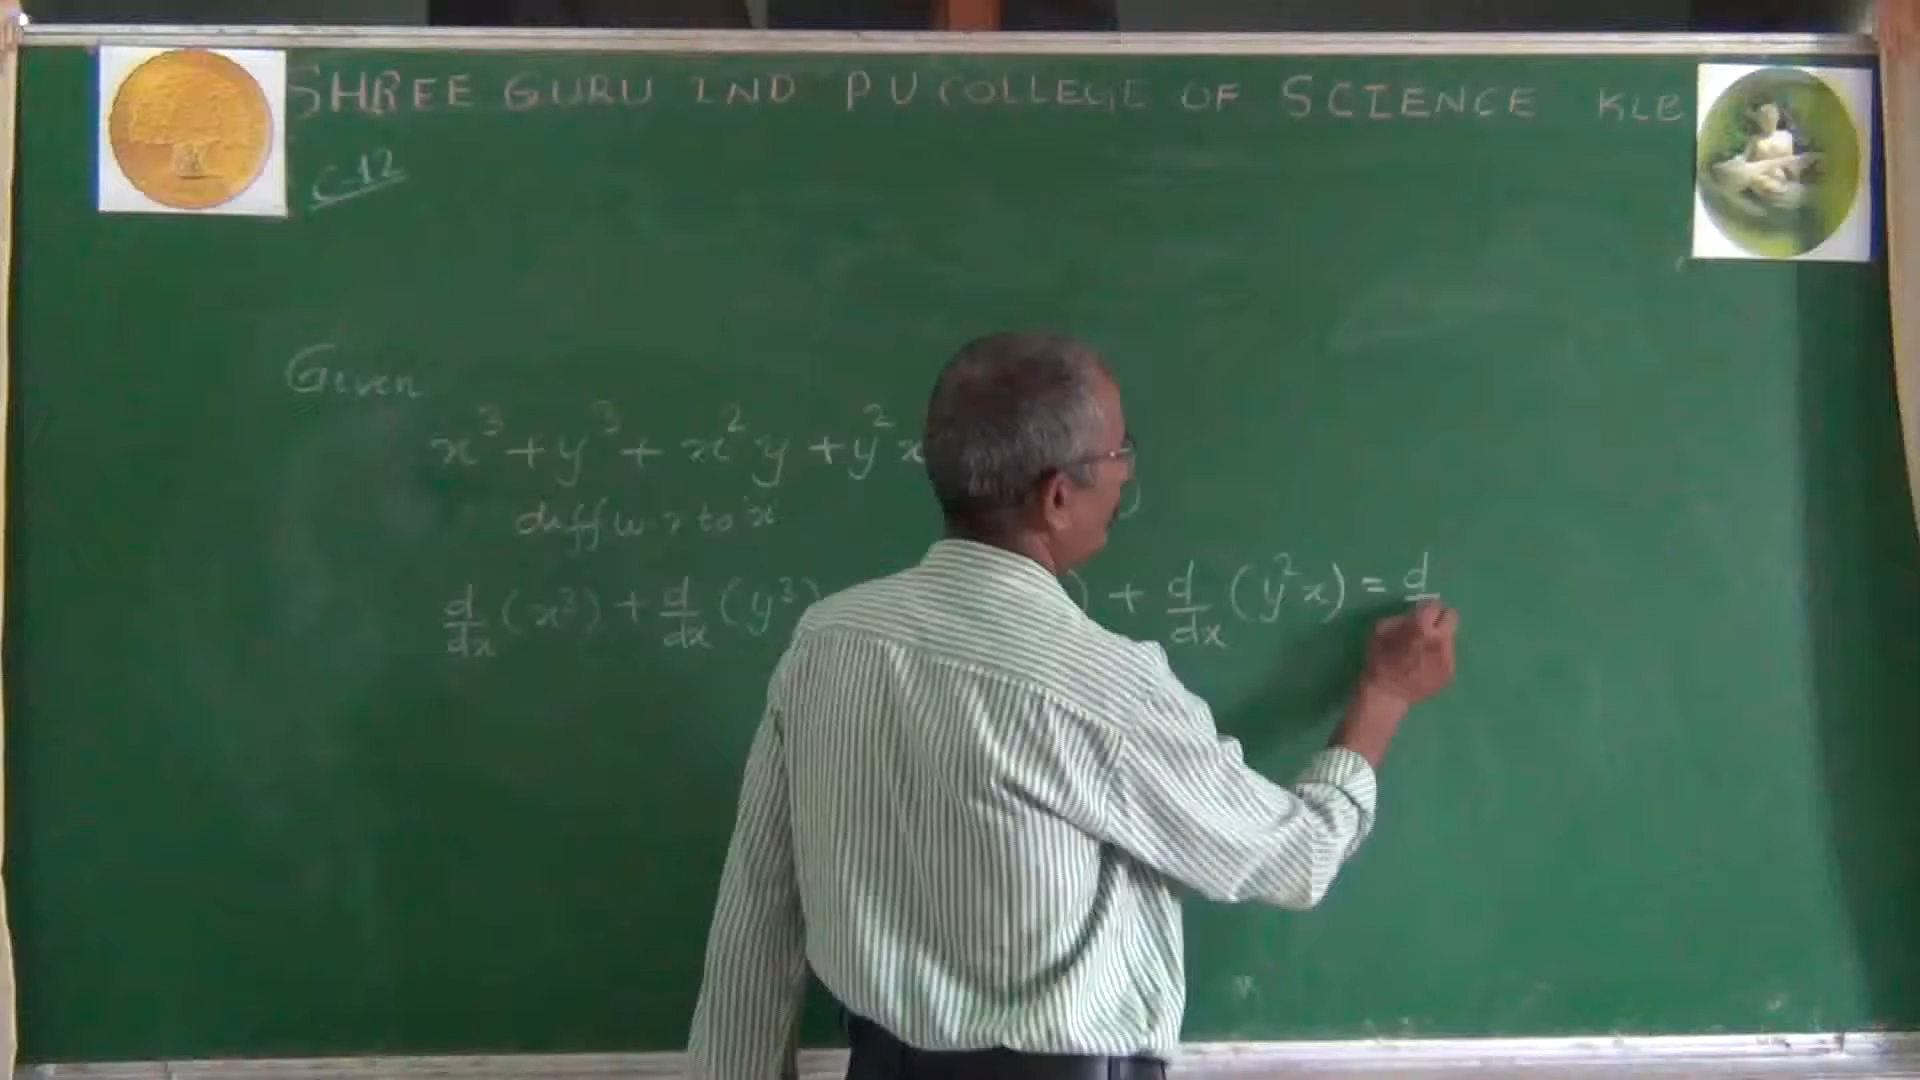 SHREE GURU IND PU COLLEGE OF SCIENCE KLB
C-12
Given
x³ + y³ + x²y + y²x
diff w.r to x
d/dx (x³) + d/dx (y³) + d/dx (y²x) = d